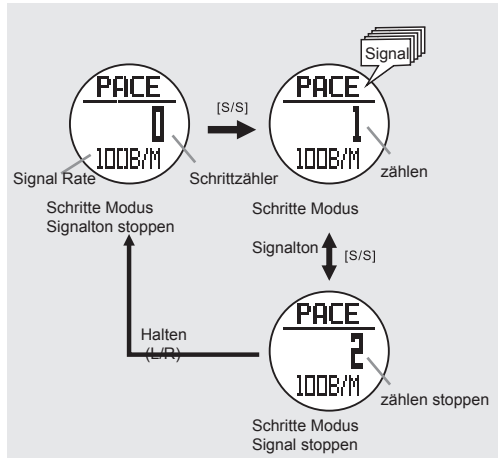 Signal
PACE
0
100B/M
[S/S]
PACE
1
100B/M
Signal Rate
Schrittzähler
zählen
Schritte Modus
Signalton stoppen
Schritte Modus
Signalton
[S/S]
Halten
(L/R)
PACE
2
100B/M
zählen stoppen
Schritte Modus
Signal stoppen